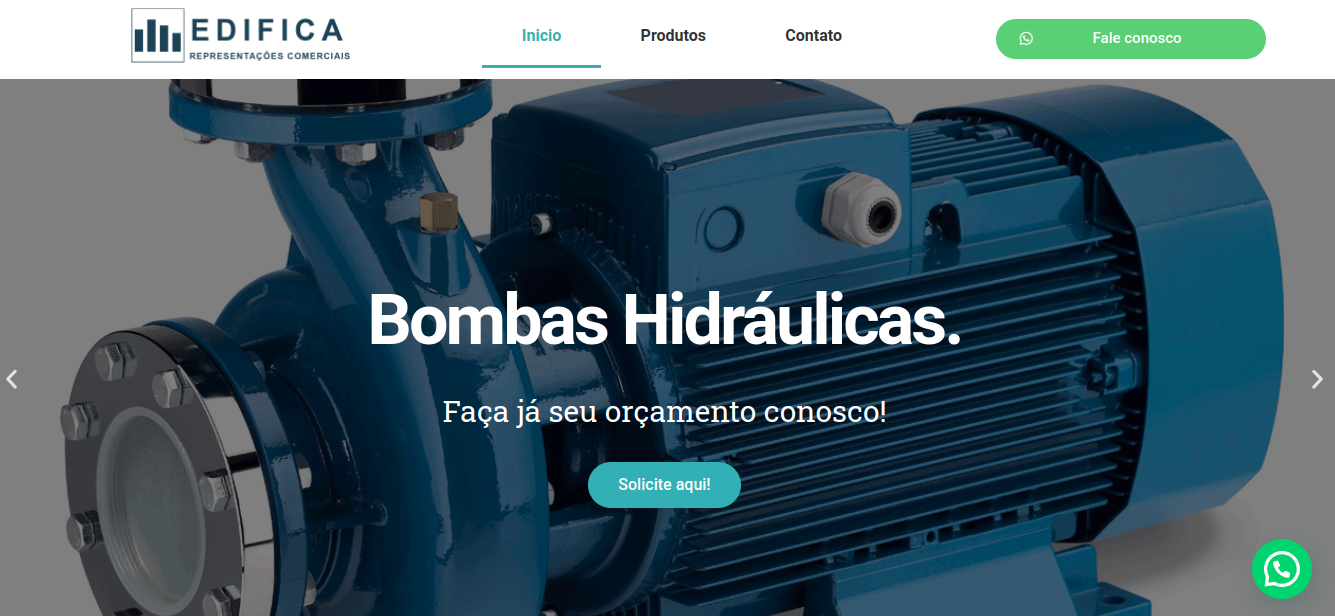 EDIFICA
REPRESENTAÇÕES COMERCIAIS
Inicio
Produtos
Contato
Fale conosco
Bombas Hidráulicas.
Faça já seu orçamento conosco!
Solicite aqui!